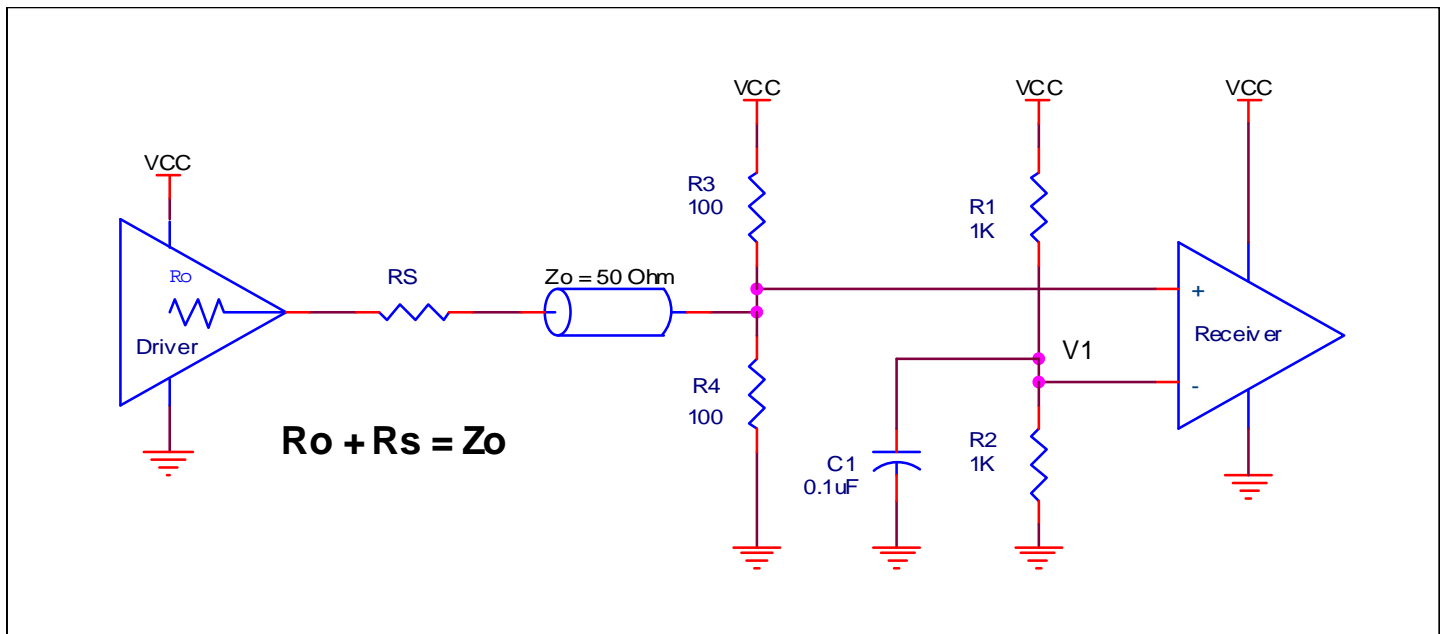 VCC
VCC
VCC
VCC
R3
100
R1
1K
Ro
RS
Zo = 50 Ohm
+
Driver
Receiver
V1
R4
100
-
Ro + Rs = Zo
R2
1K
C1
0.1uF